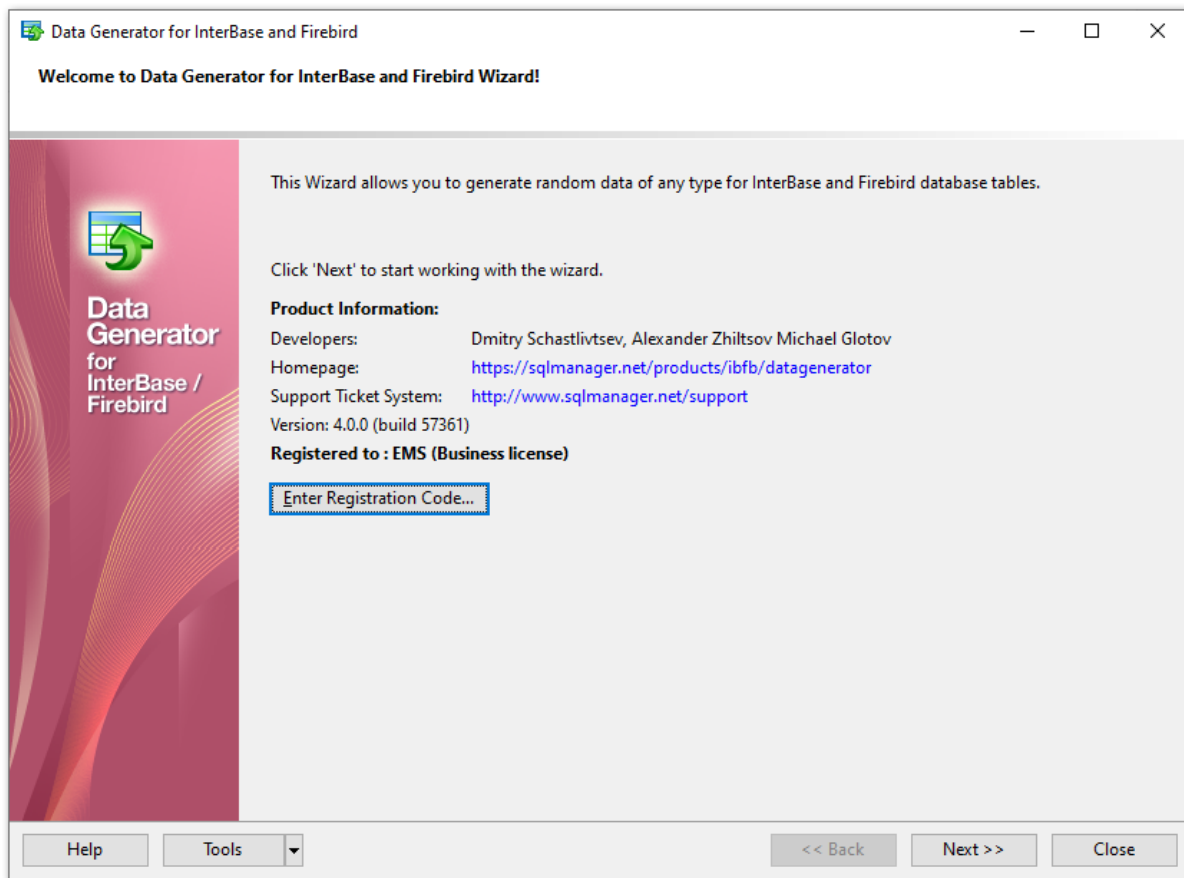 Data Generator for InterBase and Firebird
Welcome to Data Generator for InterBase and Firebird Wizard!
This Wizard allows you to generate random data of any type for InterBase and Firebird database tables.
Click 'Next' to start working with the wizard.
Data
Generator
for
InterBase /
Firebird
Product Information:
Developers: Dmitry Schastlivtsev, Alexander Zhiltsov Michael Glotov
Homepage: https://sqlmanager.net/products/ibfb/datagenerator
Support Ticket System: http://www.sqlmanager.net/support
Version: 4.0.0 (build 57361)
Registered to : EMS (Business license)
Enter Registration Code...
Help Tools << Back Next >> Close